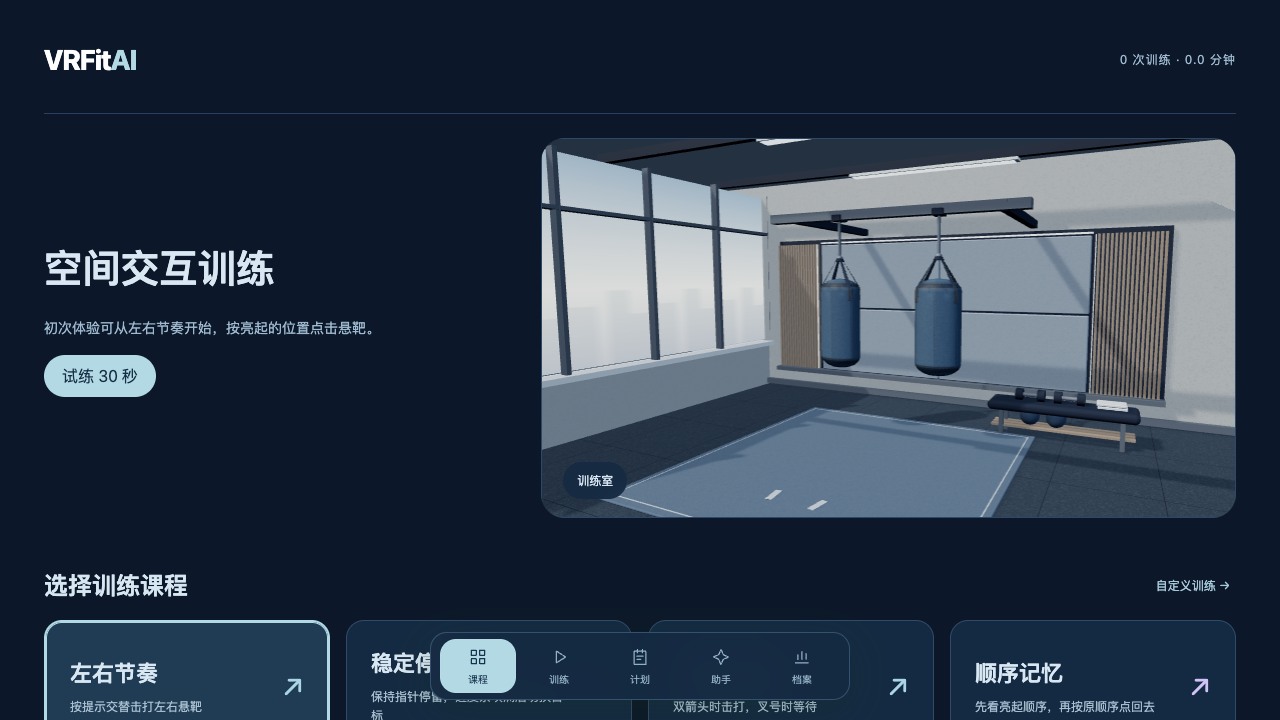 VRFitAI
0 次训练 · 0.0 分钟
空间交互训练
初次体验可从左右节奏开始，按亮起的位置点击悬靶。
试练 30 秒
训练室
选择训练课程
自定义训练 →
左右节奏
按提示交替击打左右悬靶
稳定停
保持指针停留，
标
双箭头时击打，叉号时等待
顺序记忆
先看亮起顺序，再按原顺序点回去
课程
训练
计划
助手
档案